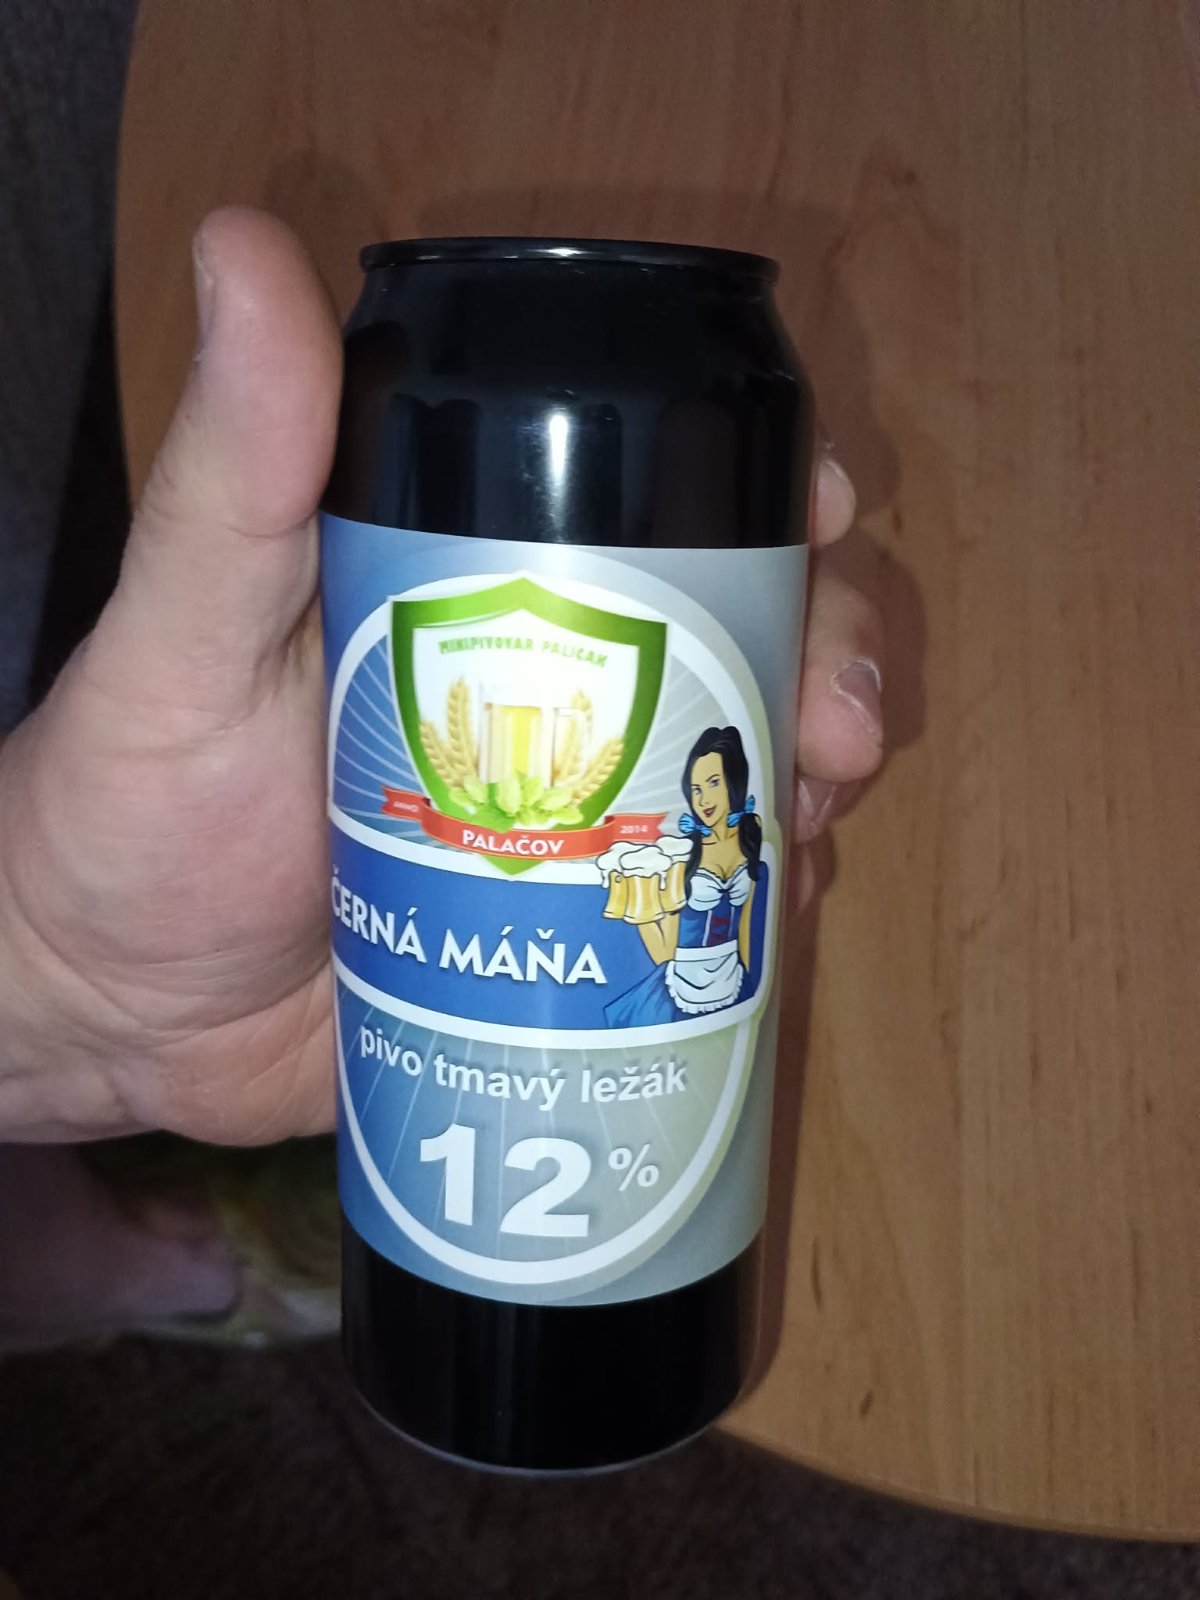 MINIPIVOVAR PALIČÁK
ANNO
2014
PALAČOV
ČERNÁ MÁŇA
pivo tmavý ležák
12%